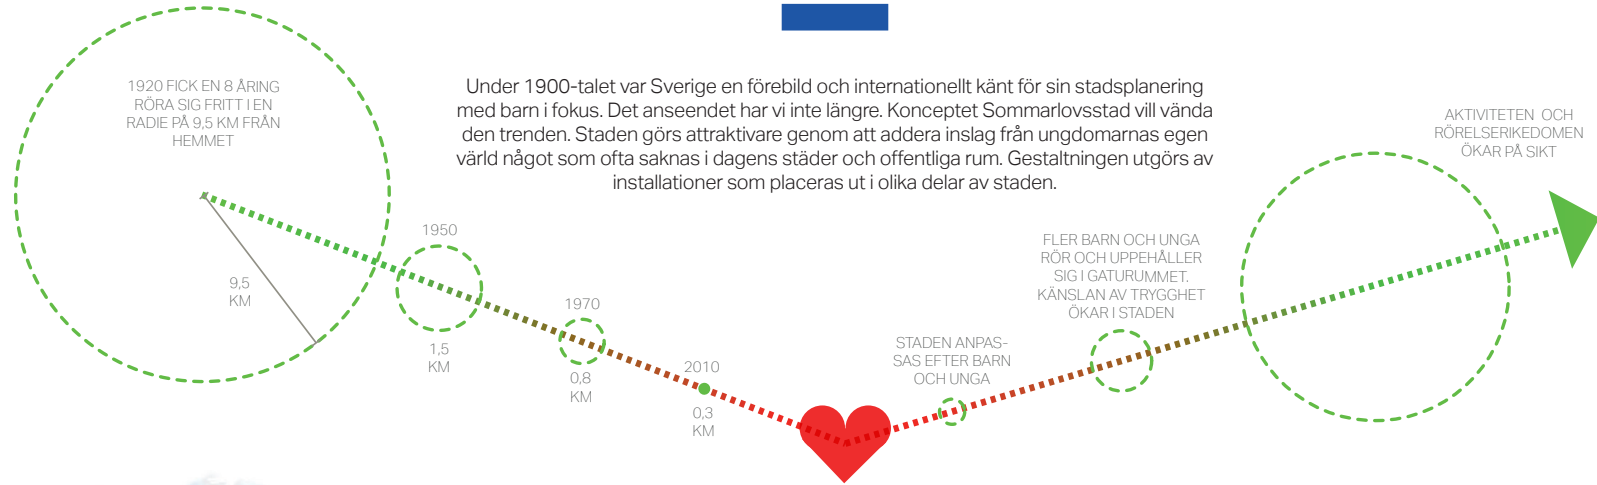 1920 FICK EN 8 ÅRING
RÖRA SIG FRITT I EN
RADIE PÅ 9,5 KM FRÅN
HEMMET
9,5
KM
Under 1900-talet var Sverige en förebild och internationellt känt för sin stadsplanering
med barn i fokus. Det anseendet har vi inte längre. Konceptet Sommarlovsstad vill vända
den trenden. Staden görs attraktivare genom att addera inslag från ungdomarnas egen
värld något som ofta saknas i dagens städer och offentliga rum. Gestaltningen utgörs av
installationer som placeras ut i olika delar av staden.
1950
1,5
KM
1970
0,8
KM
2010
0,3
KM
STADEN ANPAS-
SAS EFTER BARN
OCH UNGA
FLER BARN OCH UNGA
RÖR OCH UPPEHÅLLER
SIG I GATURUMMET.
KÄNSLAN AV TRYGGHET
ÖKAR I STADEN
AKTIVITETEN OCH
RÖRELSERIKEDOMEN
ÖKAR PÅ SIKT